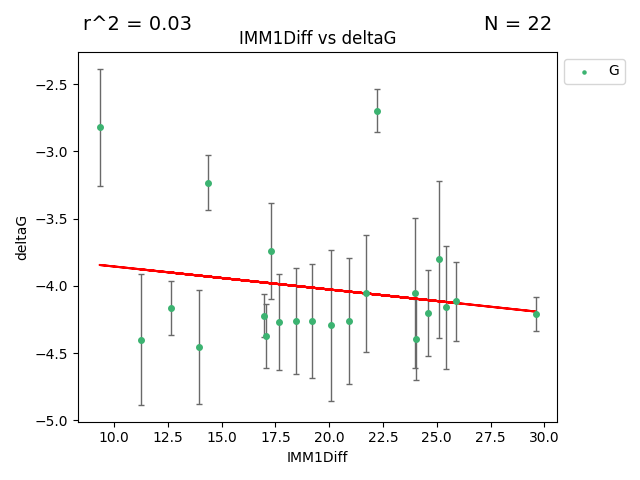 r^2 = 0.03
N = 22
IMM1Diff vs deltaG
G
−2.5
−3.0
−3.5
−4.0
−4.5
−5.0
deltaG
10.0 12.5 15.0 17.5 20.0 22.5 25.0 27.5 30.0
IMM1Diff